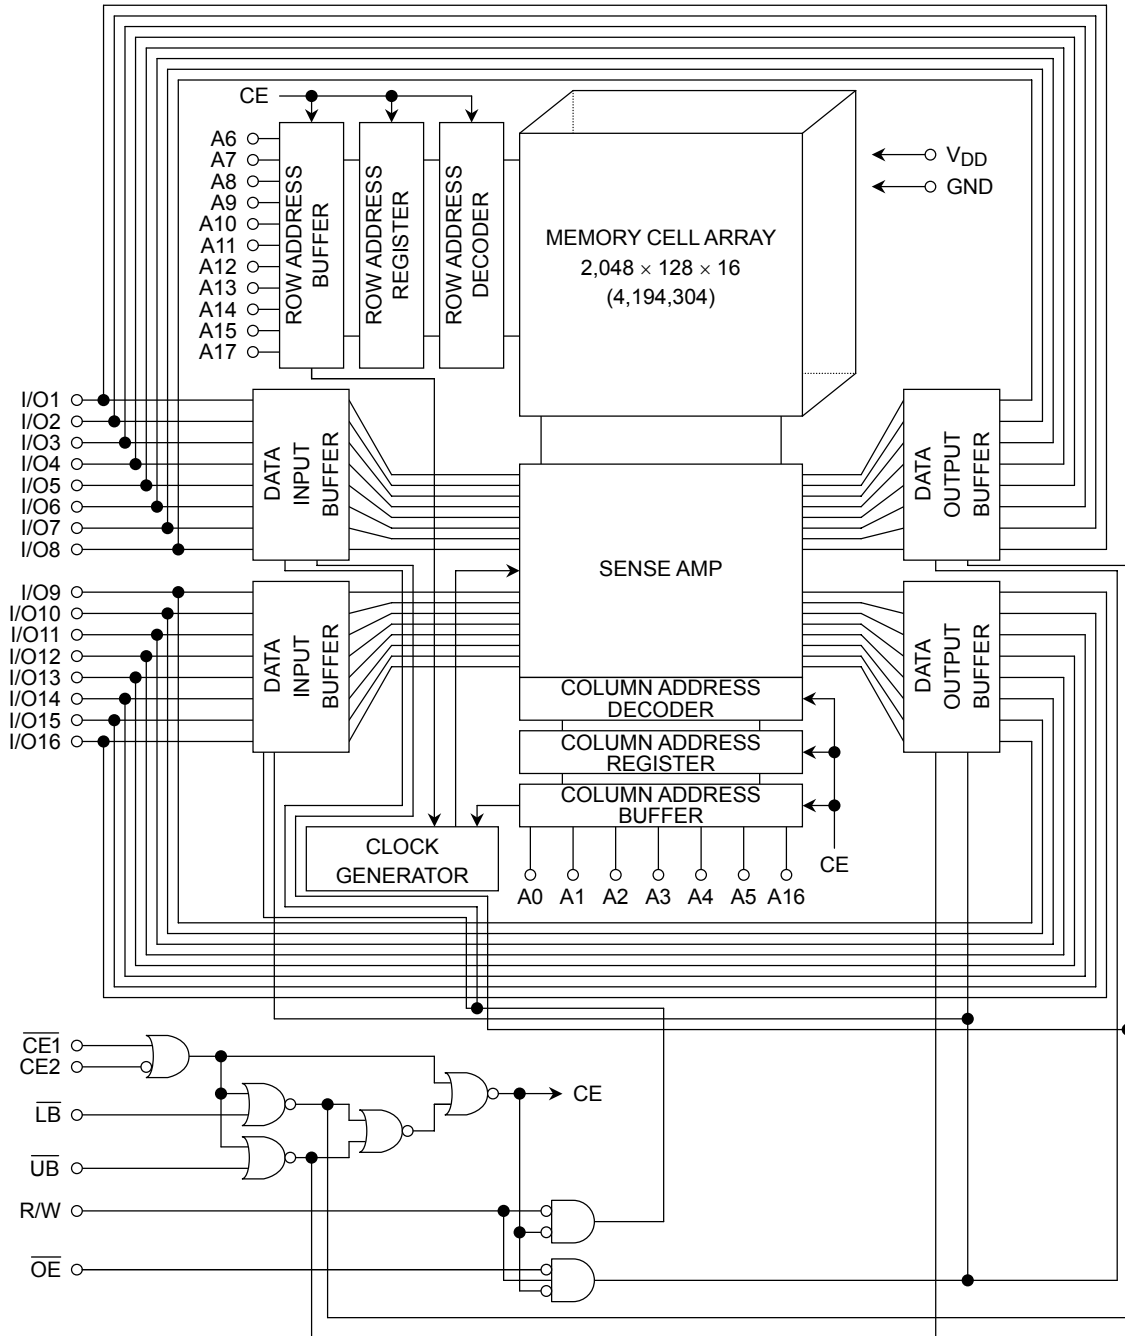 CE
A6
A7
A8
A9
A10
A11
A12
A13
A14
A15
A17
ROW ADDRESS
BUFFER
ROW ADDRESS
REGISTER
ROW ADDRESS
DECODER
MEMORY CELL ARRAY
2,048 × 128 × 16
(4,194,304)
VDD
GND
I/O1
I/O2
I/O3
I/O4
I/O5
I/O6
I/O7
I/O8
DATA
INPUT
BUFFER
DATA
OUTPUT
BUFFER
SENSE AMP
I/O9
I/O10
I/O11
I/O12
I/O13
I/O14
I/O15
I/O16
DATA
INPUT
BUFFER
DATA
OUTPUT
BUFFER
COLUMN ADDRESS
DECODER
COLUMN ADDRESS
REGISTER
COLUMN ADDRESS
BUFFER
CLOCK
GENERATOR
CE
A0 A1 A2 A3 A4 A5 A16
C̅E̅1̅
CE2
L̅B̅
U̅B̅
R/W
O̅E̅
CE